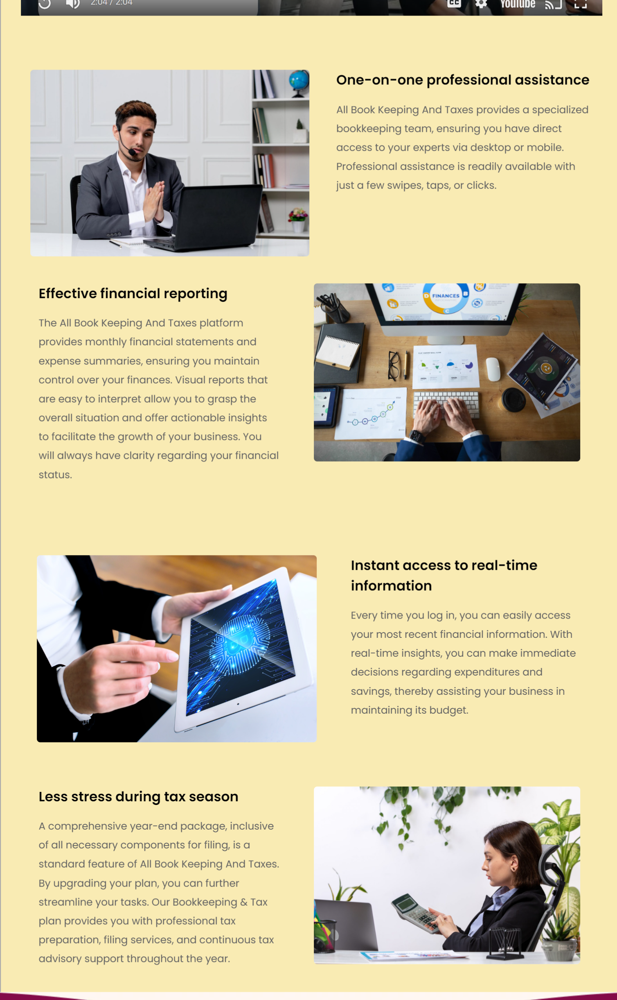 2:04 / 2:04
CC
YouTube
One-on-one professional assistance
All Book Keeping And Taxes provides a specialized
bookkeeping team, ensuring you have direct
access to your experts via desktop or mobile.
Professional assistance is readily available with
just a few swipes, taps, or clicks.
Effective financial reporting
The All Book Keeping And Taxes platform
provides monthly financial statements and
expense summaries, ensuring you maintain
control over your finances. Visual reports that
are easy to interpret allow you to grasp the
overall situation and offer actionable insights
to facilitate the growth of your business. You
will always have clarity regarding your financial
status.
D
FINANCES
INFOGRAPHIC
B
C
Instant access to real-time
information
Every time you log in, you can easily access
your most recent financial information. With
real-time insights, you can make immediate
decisions regarding expenditures and
savings, thereby assisting your business in
maintaining its budget.
Less stress during tax season
A comprehensive year-end package, inclusive
of all necessary components for filing, is a
standard feature of All Book Keeping And Taxes.
By upgrading your plan, you can further
streamline your tasks. Our Bookkeeping & Tax
plan provides you with professional tax
preparation, filing services, and continuous tax
advisory support throughout the year.